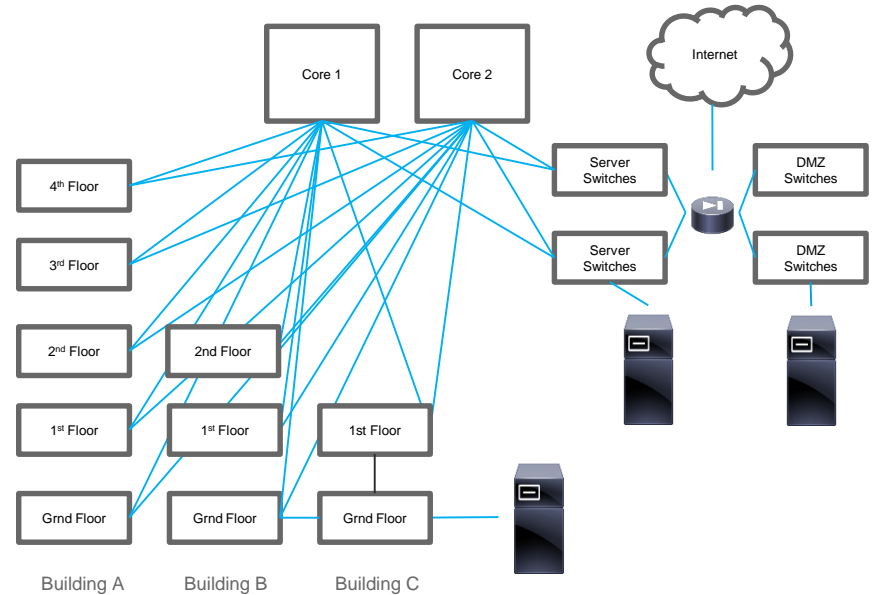 Core 1
Core 2
Internet
4th Floor
Server
Switches
DMZ
Switches
3rd Floor
Server
Switches
DMZ
Switches
2nd Floor
2nd Floor
1st Floor
1st Floor
1st Floor
Grnd Floor
Grnd Floor
Grnd Floor
Building A
Building B
Building C